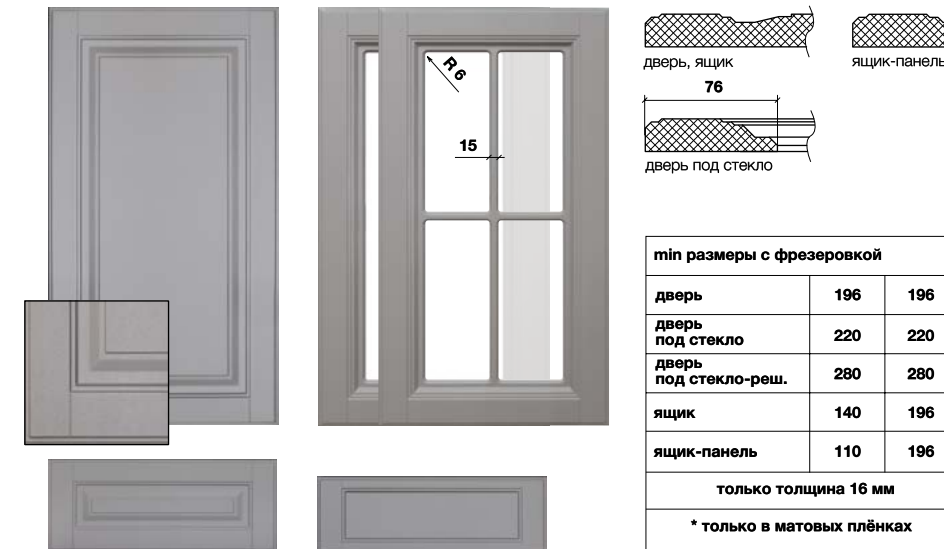 R 6
15
дверь, ящик
ящик-панель
76
дверь под стекло
min размеры с фрезеровкой
дверь 196 196
дверь
под стекло 220 220
дверь
под стекло-реш. 280 280
ящик 140 196
ящик-панель 110 196
только толщина 16 мм
* только в матовых плёнках